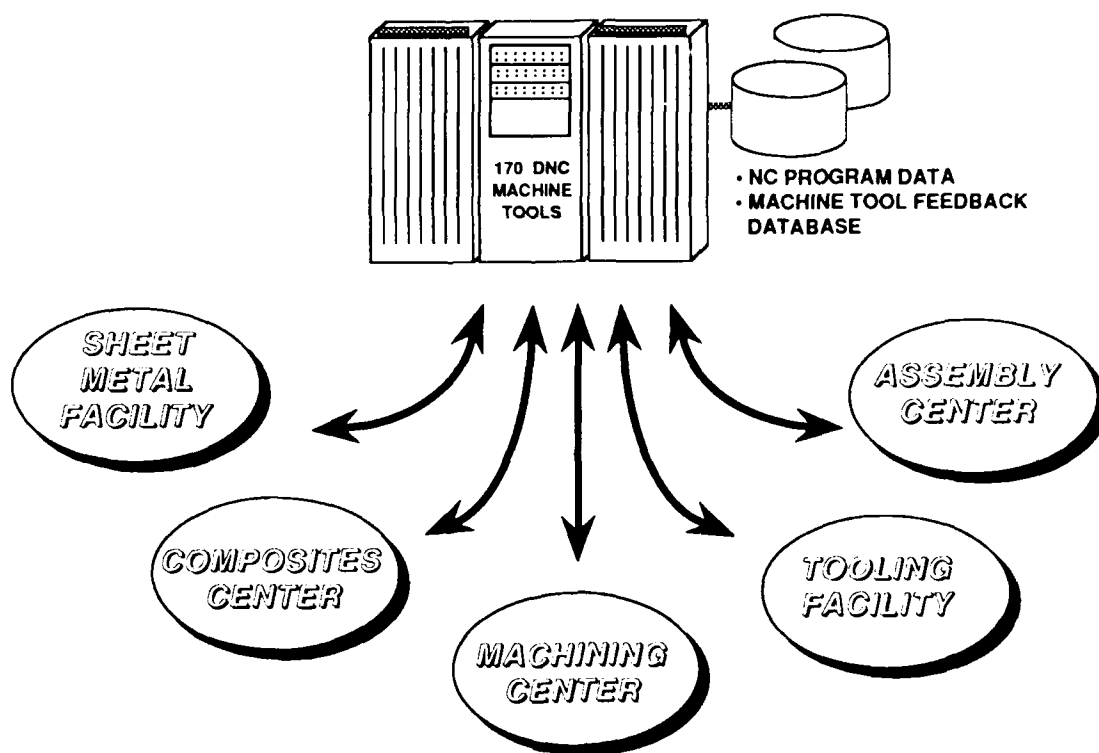 170 DNC
MACHINE
TOOLS
• NC PROGRAM DATA
• MACHINE TOOL FEEDBACK
DATABASE
SHEET
METAL
FACILITY
ASSEMBLY
CENTER
COMPOSITES
CENTER
TOOLING
FACILITY
MACHINING
CENTER